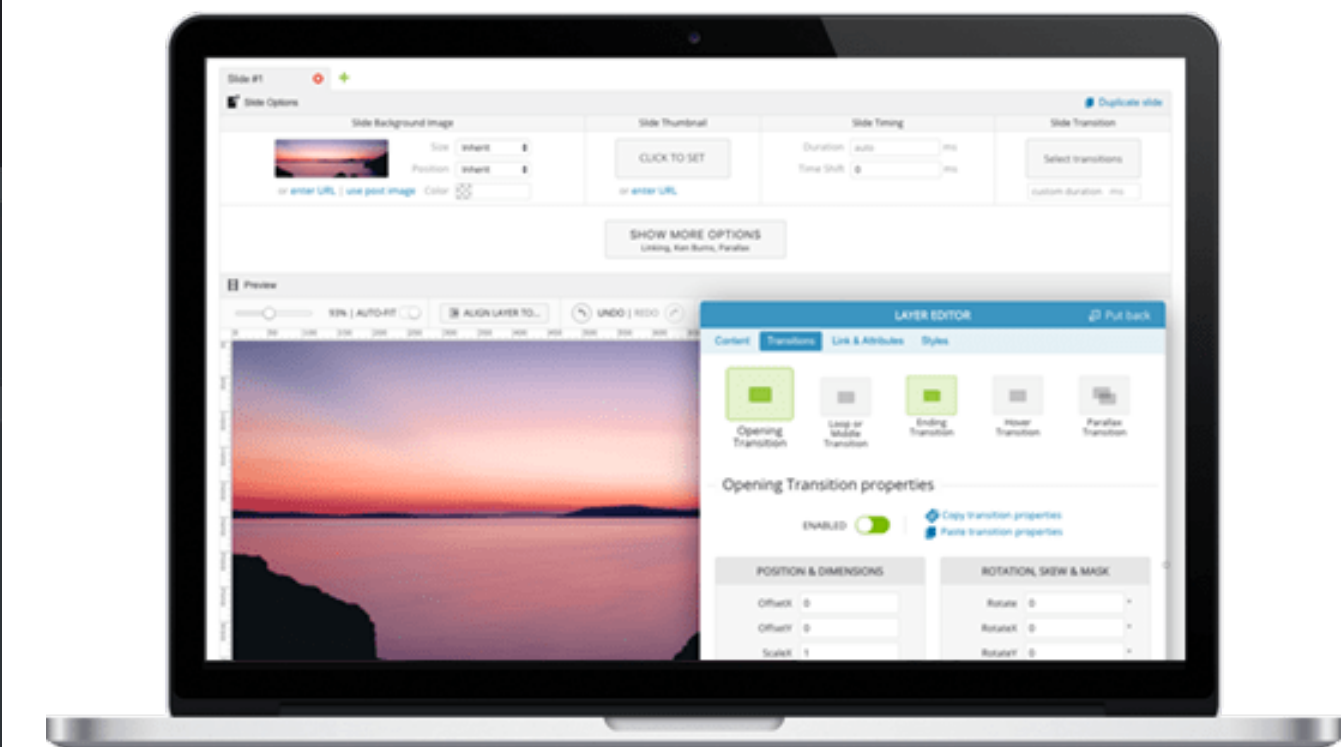 Slide #1
Slide Options
Duplicate slide
Slide Background Image
Slide Thumbnail
Slide Timing
Slide Transition
Size Inherit
Position Inherit
or enter URL | use post image Color
CLICK TO SET
or enter URL
Duration auto ms
Time Shift 0 ms
Select transitions
custom duration ms
SHOW MORE OPTIONS
Linking, Ken Burns, Parallax
Preview
93% | AUTO-FIT
ALIGN LAYER TO...
UNDO | REDO
LAYER EDITOR
Put back
Content Transitions Link & Attributes Styles
Opening
Transition
Loop or
Middle
Transition
Ending
Transition
Hover
Transition
Parallax
Transition
Opening Transition properties
ENABLED
Copy transition properties
Paste transition properties
POSITION & DIMENSIONS
OffsetX 0
OffsetY 0
ScaleX 1
ROTATION, SKEW & MASK
Rotate 0 °
RotateX 0 °
RotateY 0 °